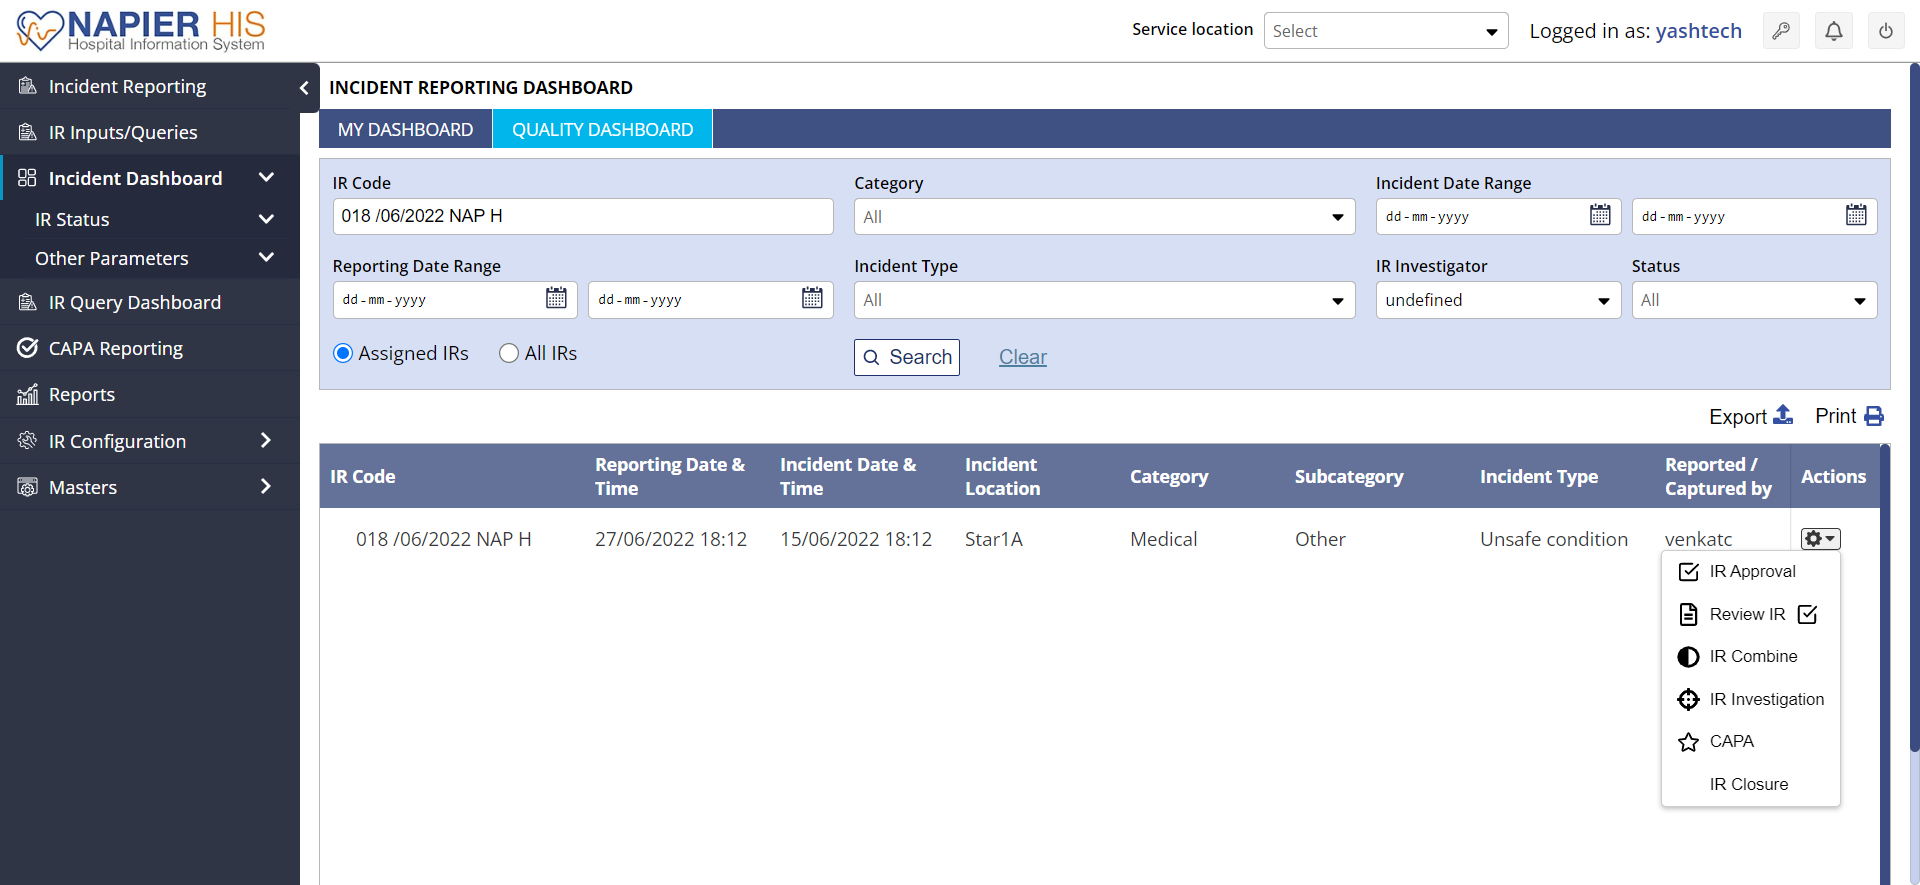 NAPIER HIS
Hospital Information System
Service location
Select
Logged in as: yashtech
Incident Reporting
IR Inputs/Queries
Incident Dashboard
IR Status
Other Parameters
IR Query Dashboard
CAPA Reporting
Reports
IR Configuration
Masters
INCIDENT REPORTING DASHBOARD
MY DASHBOARD QUALITY DASHBOARD
IR Code Category Incident Date Range
018 /06/2022 NAP H All dd-mm-yyyy dd-mm-yyyy
Reporting Date Range Incident Type IR Investigator Status
dd-mm-yyyy dd-mm-yyyy All undefined All
Assigned IRs All IRs Search Clear
Export Print
IR Code Reporting Date & Time Incident Date & Time Incident Location Category Subcategory Incident Type Reported / Captured by Actions
018 /06/2022 NAP H 27/06/2022 18:12 15/06/2022 18:12 Star1A Medical Other Unsafe condition venkatc
IR Approval
Review IR
IR Combine
IR Investigation
CAPA
IR Closure